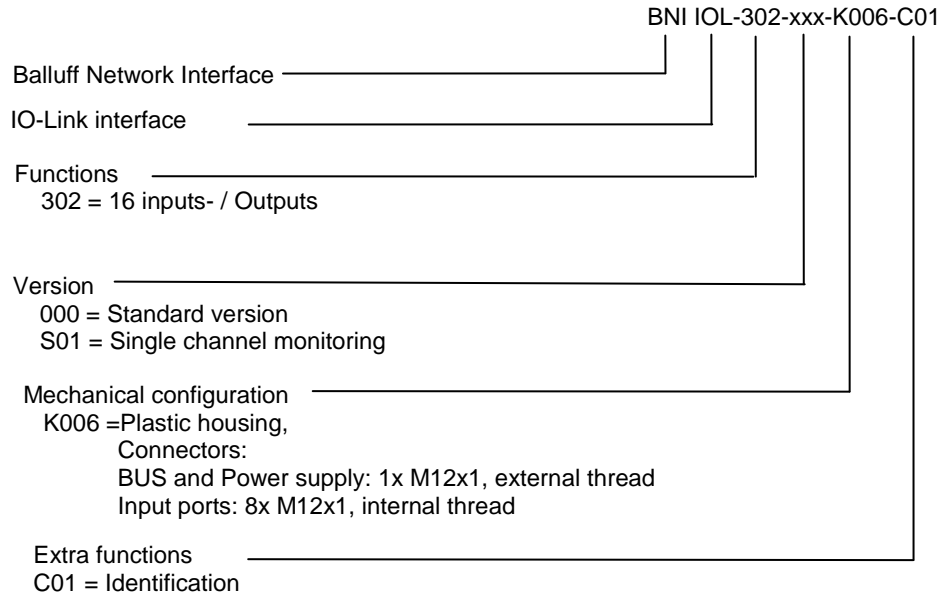 BNI IOL-302-xxx-K006-C01
Balluff Network Interface
IO-Link interface
Functions
302 = 16 inputs- / Outputs
Version
000 = Standard version
S01 = Single channel monitoring
Mechanical configuration
K006 =Plastic housing,
Connectors:
BUS and Power supply: 1x M12x1, external thread
Input ports: 8x M12x1, internal thread
Extra functions
C01 = Identification